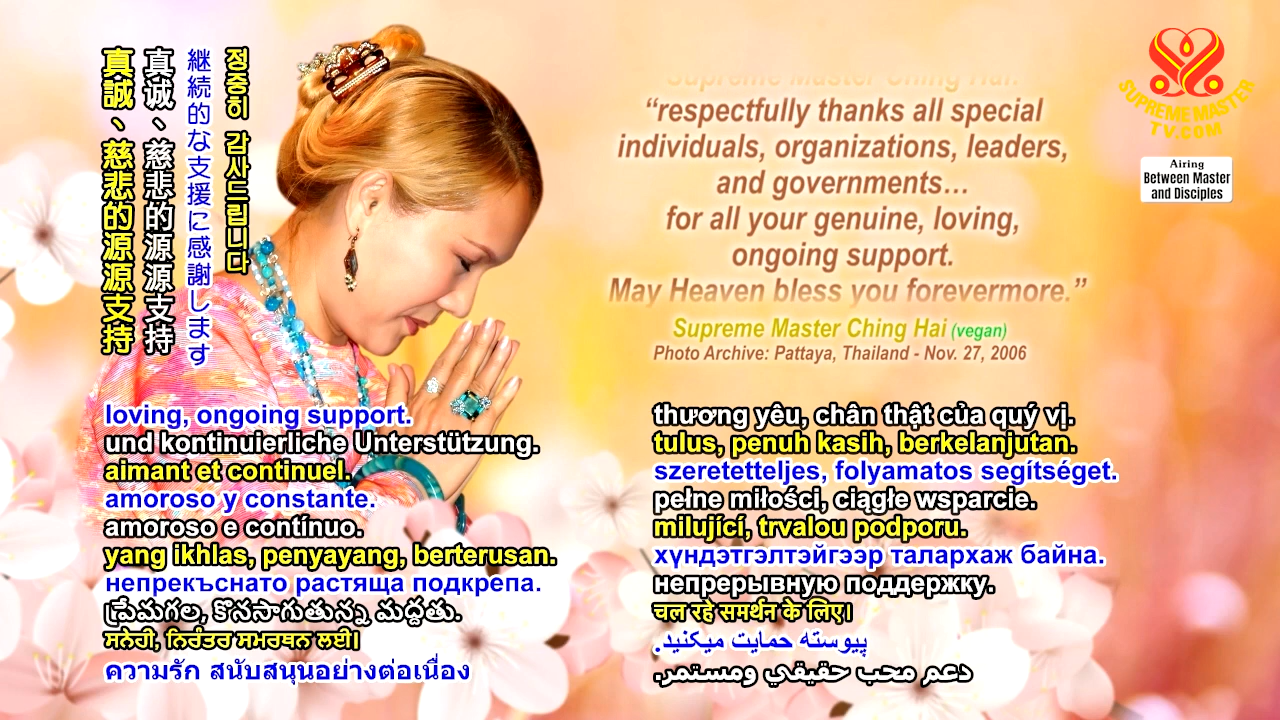 真誠、慈悲的源源支持
真诚、慈悲的源源支持
継続的な支援に感謝します
정중히 감사드립니다
Supreme Master Ching Hai:
“respectfully thanks all special
individuals, organizations, leaders,
and governments…
for all your genuine, loving,
ongoing support.
May Heaven bless you forevermore.”
Supreme Master Ching Hai (vegan)
Photo Archive: Pattaya, Thailand - Nov. 27, 2006
SUPREME MASTER
TV.COM
Airing
Between Master
and Disciples
loving, ongoing support.
und kontinuierliche Unterstützung.
aimant et continuel.
amoroso y constante.
amoroso e contínuo.
yang ikhlas, penyayang, berterusan.
непрекъснато растяща подкрепа.
ప్రేమగల, కొనసాగుతున్న మద్దతు.
ਸਨੇਹੀ, ਨਿਰੰਤਰ ਸਮਰਥਨ ਲਈ।
ความรัก สนับสนุนอย่างต่อเนื่อง
thương yêu, chân thật của quý vị.
tulus, penuh kasih, berkelanjutan.
szeretetteljes, folyamatos segítséget.
pełne miłości, ciągłe wsparcie.
milující, trvalou podporu.
хүндэтгэлтэйгээр талархаж байна.
непрерывную поддержку.
चल रहे समर्थन के लिए।
پیوسته حمایت میکنید.
دعم محب حقيقي ومستمر.